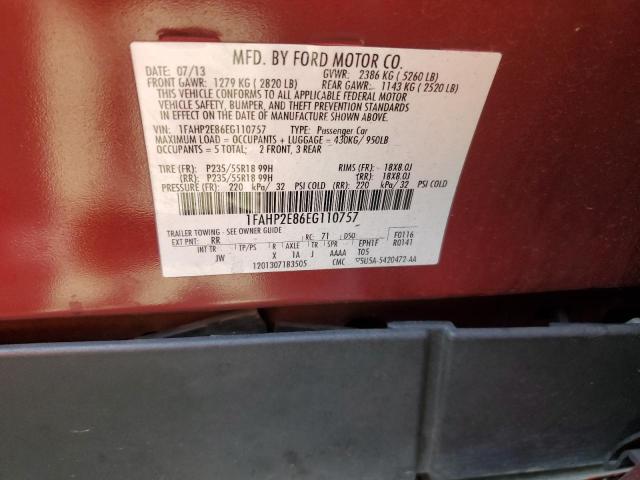 MFD. BY FORD MOTOR CO.
DATE: 07/13 GVWR: 2386 KG ( 5260 LB)
FRONT GAWR: 1279 KG ( 2820 LB) REAR GAWR: 1143 KG ( 2520 LB)
THIS VEHICLE CONFORMS TO ALL APPLICABLE FEDERAL MOTOR
VEHICLE SAFETY, BUMPER, AND THEFT PREVENTION STANDARDS
IN EFFECT ON THE DATE OF MANUFACTURE SHOWN ABOVE.
VIN: 1FAHP2E86EG110757 TYPE: Passenger Car
MAXIMUM LOAD = OCCUPANTS + LUGGAGE = 430KG/ 950LB
OCCUPANTS = 5 TOTAL: 2 FRONT, 3 REAR
TIRE (FR): P235/55R18 99H RIMS (FR): 18X8.0J
(RR): P235/55R18 99H (RR): 18X8.0J
PRESSURE (FR): 220 kPa/ 32 PSI COLD (RR): 220 kPa/ 32 PSI COLD
1FAHP2E86EG110757
TRAILER TOWING - SEE OWNER GUIDE
EXT PNT: RR RC: 71 DSO: F0116
INT TR TP/PS R AXLE TR SPR EPH1F R0141
JW X 1A J AAAA T05
1201307183505 CMC 5U5A-5420472-AA